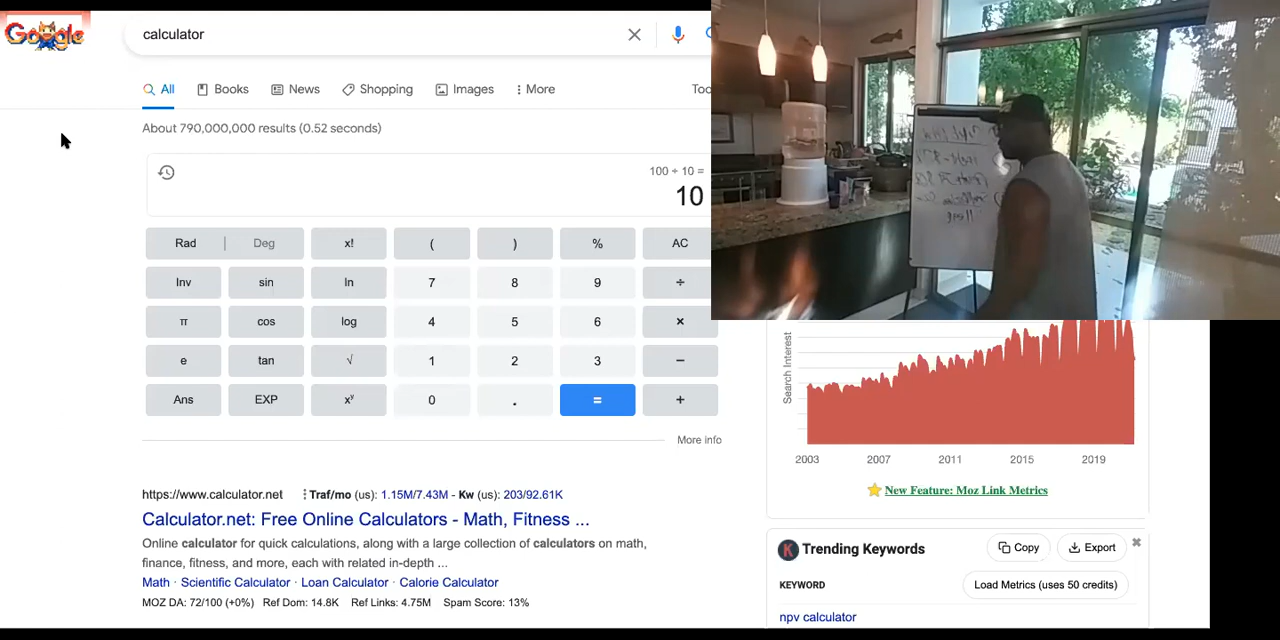 Google
calculator
All
Books
News
Shopping
Images
More
Too
About 790,000,000 results (0.52 seconds)
100 ÷ 10 =
10
Rad | Deg x! ( ) % AC
Inv sin ln 7 8 9 ÷
π cos log 4 5 6 ×
e tan √ 1 2 3 −
Ans EXP xʸ 0 . = +
More info
https://www.calculator.net Traf/mo (us): 1.15M/7.43M - Kw (us): 203/92.61K
Calculator.net: Free Online Calculators - Math, Fitness ...
Online calculator for quick calculations, along with a large collection of calculators on math,
finance, fitness, and more, each with related in-depth ...
Math · Scientific Calculator · Loan Calculator · Calorie Calculator
MOZ DA: 72/100 (+0%) Ref Dom: 14.8K Ref Links: 4.75M Spam Score: 13%
Search Interest
2003 2007 2011 2015 2019
New Feature: Moz Link Metrics
K Trending Keywords
Copy
Export
KEYWORD
Load Metrics (uses 50 credits)
npv calculator